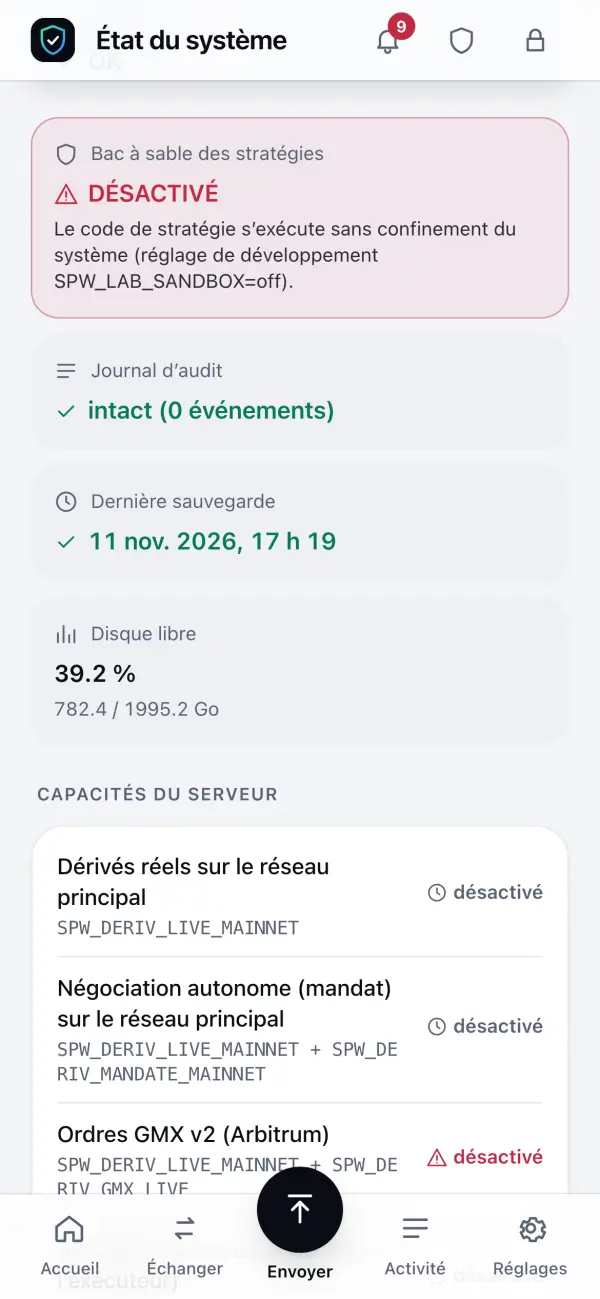 État du système
9
OK
Bac à sable des stratégies
DÉSACTIVÉ
Le code de stratégie s’exécute sans confinement du
système (réglage de développement
SPW_LAB_SANDBOX=off).
Journal d’audit
intact (0 événements)
Dernière sauvegarde
11 nov. 2026, 17 h 19
Disque libre
39.2 %
782.4 / 1995.2 Go
CAPACITÉS DU SERVEUR
Dérivés réels sur le réseau
principal
désactivé
SPW_DERIV_LIVE_MAINNET
Négociation autonome (mandat)
sur le réseau principal
désactivé
SPW_DERIV_LIVE_MAINNET + SPW_DE
RIV_MANDATE_MAINNET
Ordres GMX v2 (Arbitrum)
désactivé
SPW_DERIV_LIVE_MAINNET + SPW_DE
RIV_GMX_LIVE
Accueil
Échanger
Envoyer
Activité
Réglages
l’exécuteur)